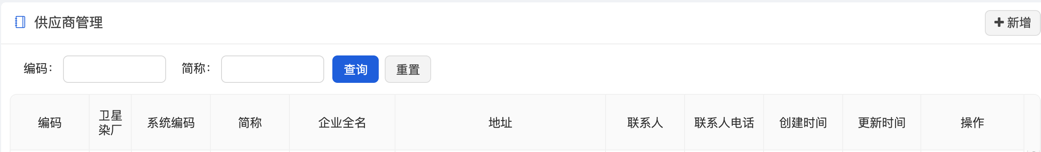 供应商管理
+ 新增
编码：
简称：
查询
重置
编码
卫星
染厂
系统编码
简称
企业全名
地址
联系人
联系人电话
创建时间
更新时间
操作